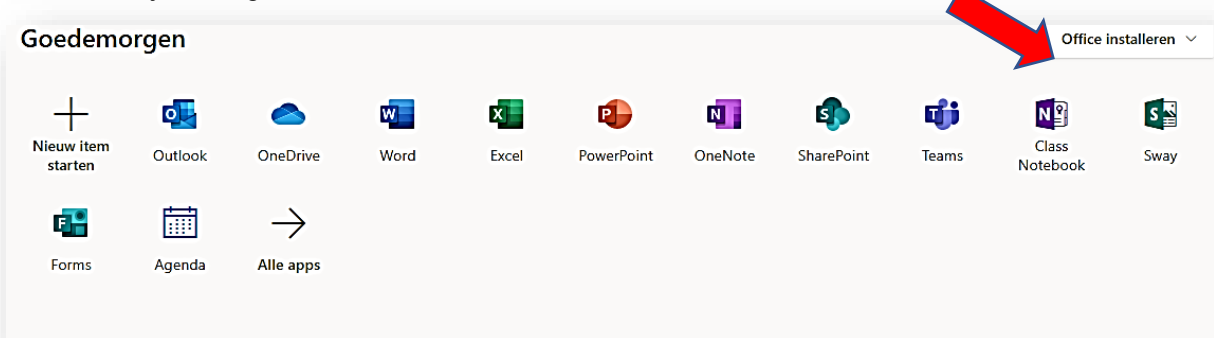 Goedemorgen
Office installeren
Nieuw item
starten
Outlook
OneDrive
Word
Excel
PowerPoint
OneNote
SharePoint
Teams
Class
Notebook
Sway
Forms
Agenda
Alle apps